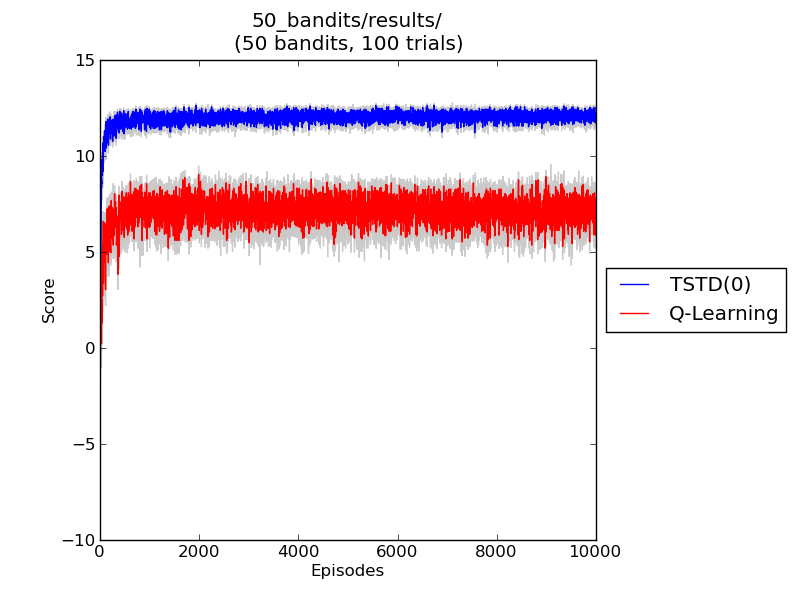 50_bandits/results/
(50 bandits, 100 trials)
15
10
5
0
−5
−10
Score
0 2000 4000 6000 8000 10000
Episodes
TSTD(0)
Q-Learning